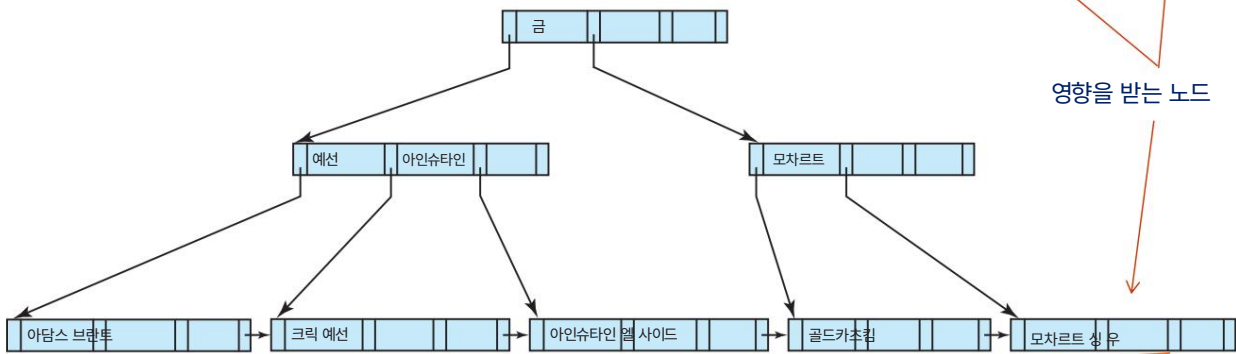 금
영향을 받는 노드
예선 아인슈타인
모차르트
아담스 브란트
크릭 예선
아인슈타인 엘 사이드
골드카츠킴
모차르트 싱 우